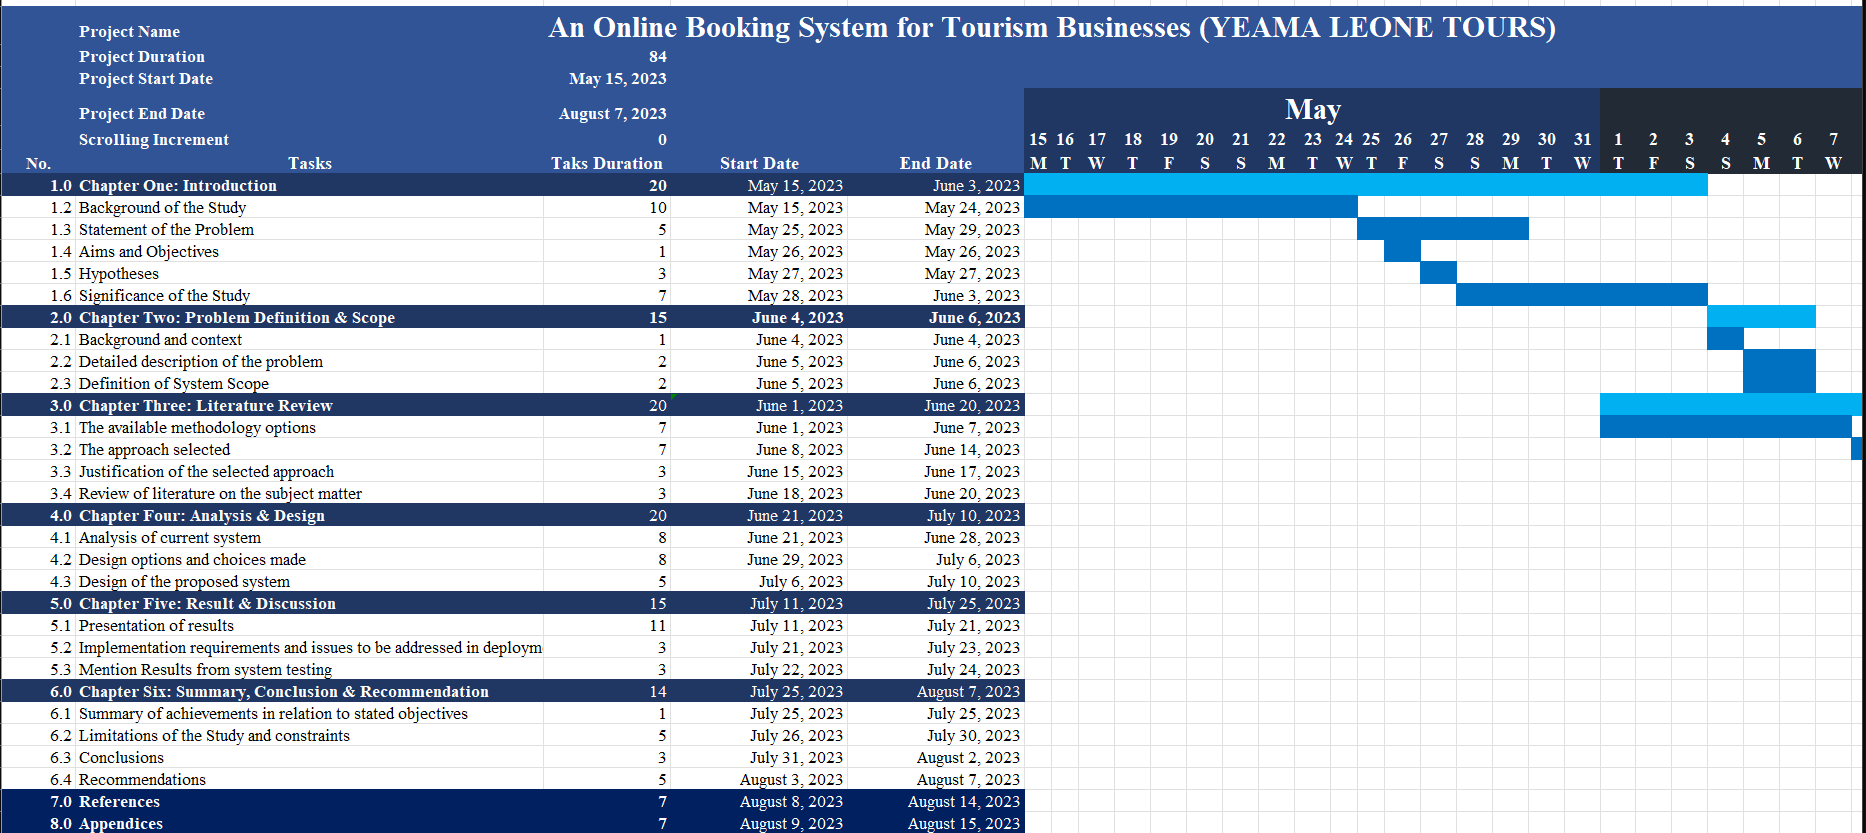 Project Name An Online Booking System for Tourism Businesses (YEAMA LEONE TOURS)
Project Duration 84
Project Start Date May 15, 2023
Project End Date August 7, 2023 May
Scrolling Increment 0 15 16 17 18 19 20 21 22 23 24 25 26 27 28 29 30 31 1 2 3 4 5 6 7
No. Tasks Taks Duration Start Date End Date M T W T F S S M T W T F S S M T W T F S S M T W
1.0 Chapter One: Introduction 20 May 15, 2023 June 3, 2023
1.2 Background of the Study 10 May 15, 2023 May 24, 2023
1.3 Statement of the Problem 5 May 25, 2023 May 29, 2023
1.4 Aims and Objectives 1 May 26, 2023 May 26, 2023
1.5 Hypotheses 3 May 27, 2023 May 27, 2023
1.6 Significance of the Study 7 May 28, 2023 June 3, 2023
2.0 Chapter Two: Problem Definition & Scope 15 June 4, 2023 June 6, 2023
2.1 Background and context 1 June 4, 2023 June 4, 2023
2.2 Detailed description of the problem 2 June 5, 2023 June 6, 2023
2.3 Definition of System Scope 2 June 5, 2023 June 6, 2023
3.0 Chapter Three: Literature Review 20 June 1, 2023 June 20, 2023
3.1 The available methodology options 7 June 1, 2023 June 7, 2023
3.2 The approach selected 7 June 8, 2023 June 14, 2023
3.3 Justification of the selected approach 3 June 15, 2023 June 17, 2023
3.4 Review of literature on the subject matter 3 June 18, 2023 June 20, 2023
4.0 Chapter Four: Analysis & Design 20 June 21, 2023 July 10, 2023
4.1 Analysis of current system 8 June 21, 2023 June 28, 2023
4.2 Design options and choices made 8 June 29, 2023 July 6, 2023
4.3 Design of the proposed system 5 July 6, 2023 July 10, 2023
5.0 Chapter Five: Result & Discussion 15 July 11, 2023 July 25, 2023
5.1 Presentation of results 11 July 11, 2023 July 21, 2023
5.2 Implementation requirements and issues to be addressed in deploym 3 July 21, 2023 July 23, 2023
5.3 Mention Results from system testing 3 July 22, 2023 July 24, 2023
6.0 Chapter Six: Summary, Conclusion & Recommendation 14 July 25, 2023 August 7, 2023
6.1 Summary of achievements in relation to stated objectives 1 July 25, 2023 July 25, 2023
6.2 Limitations of the Study and constraints 5 July 26, 2023 July 30, 2023
6.3 Conclusions 3 July 31, 2023 August 2, 2023
6.4 Recommendations 5 August 3, 2023 August 7, 2023
7.0 References 7 August 8, 2023 August 14, 2023
8.0 Appendices 7 August 9, 2023 August 15, 2023